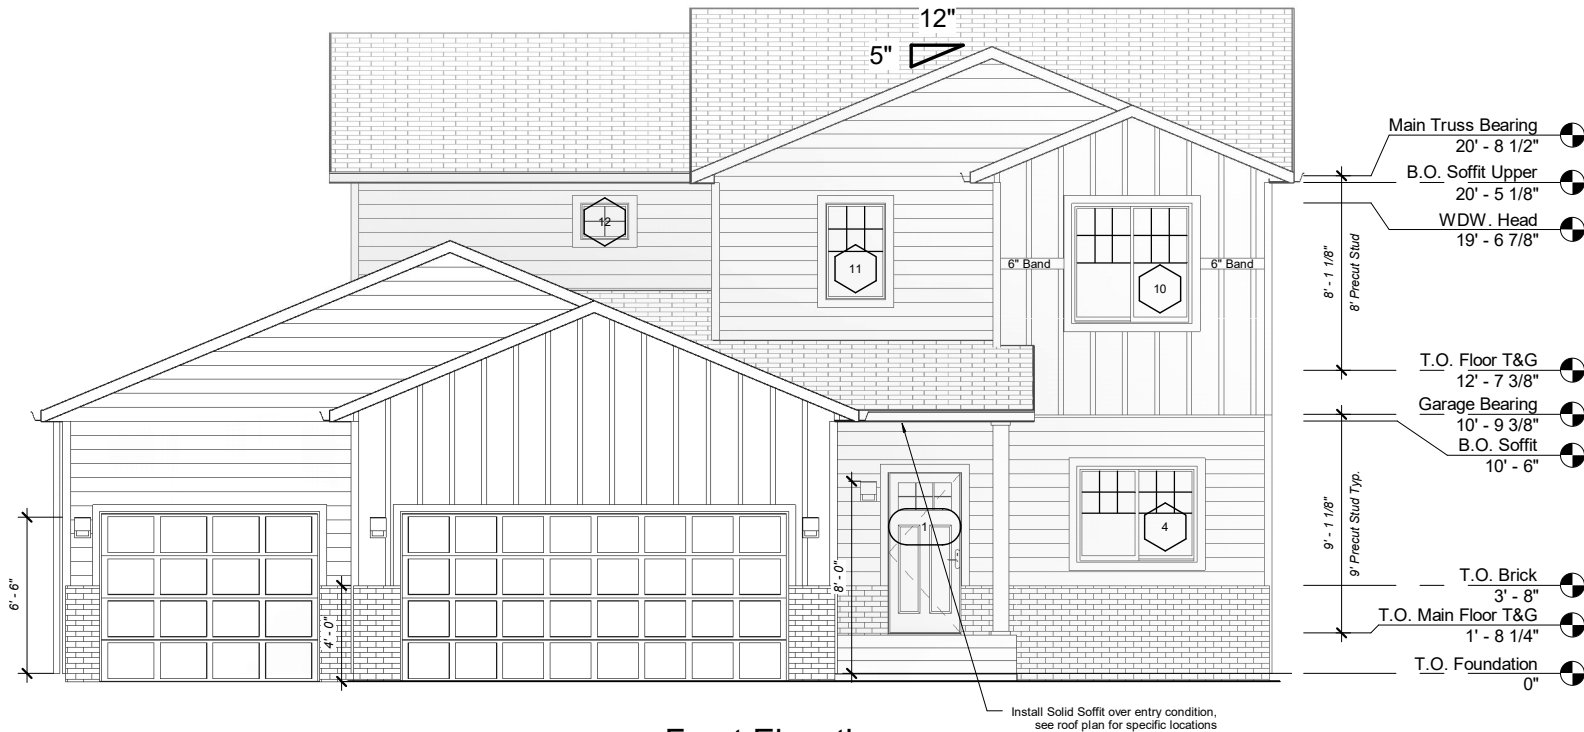 12"
5"
Main Truss Bearing
20' - 8 1/2"
B.O. Soffit Upper
20' - 5 1/8"
WDW. Head
19' - 6 7/8"
12
11
10
6" Band
6" Band
8' - 1 1/8"
8' Precut Stud
T.O. Floor T&G
12' - 7 3/8"
Garage Bearing
10' - 9 3/8"
B.O. Soffit
10' - 6"
9' - 1 1/8"
9' Precut Stud Typ.
1
4
6' - 6"
4' - 0"
8' - 0"
T.O. Brick
3' - 8"
T.O. Main Floor T&G
1' - 8 1/4"
T.O. Foundation
0"
Install Solid Soffit over entry condition,
see roof plan for specific locations